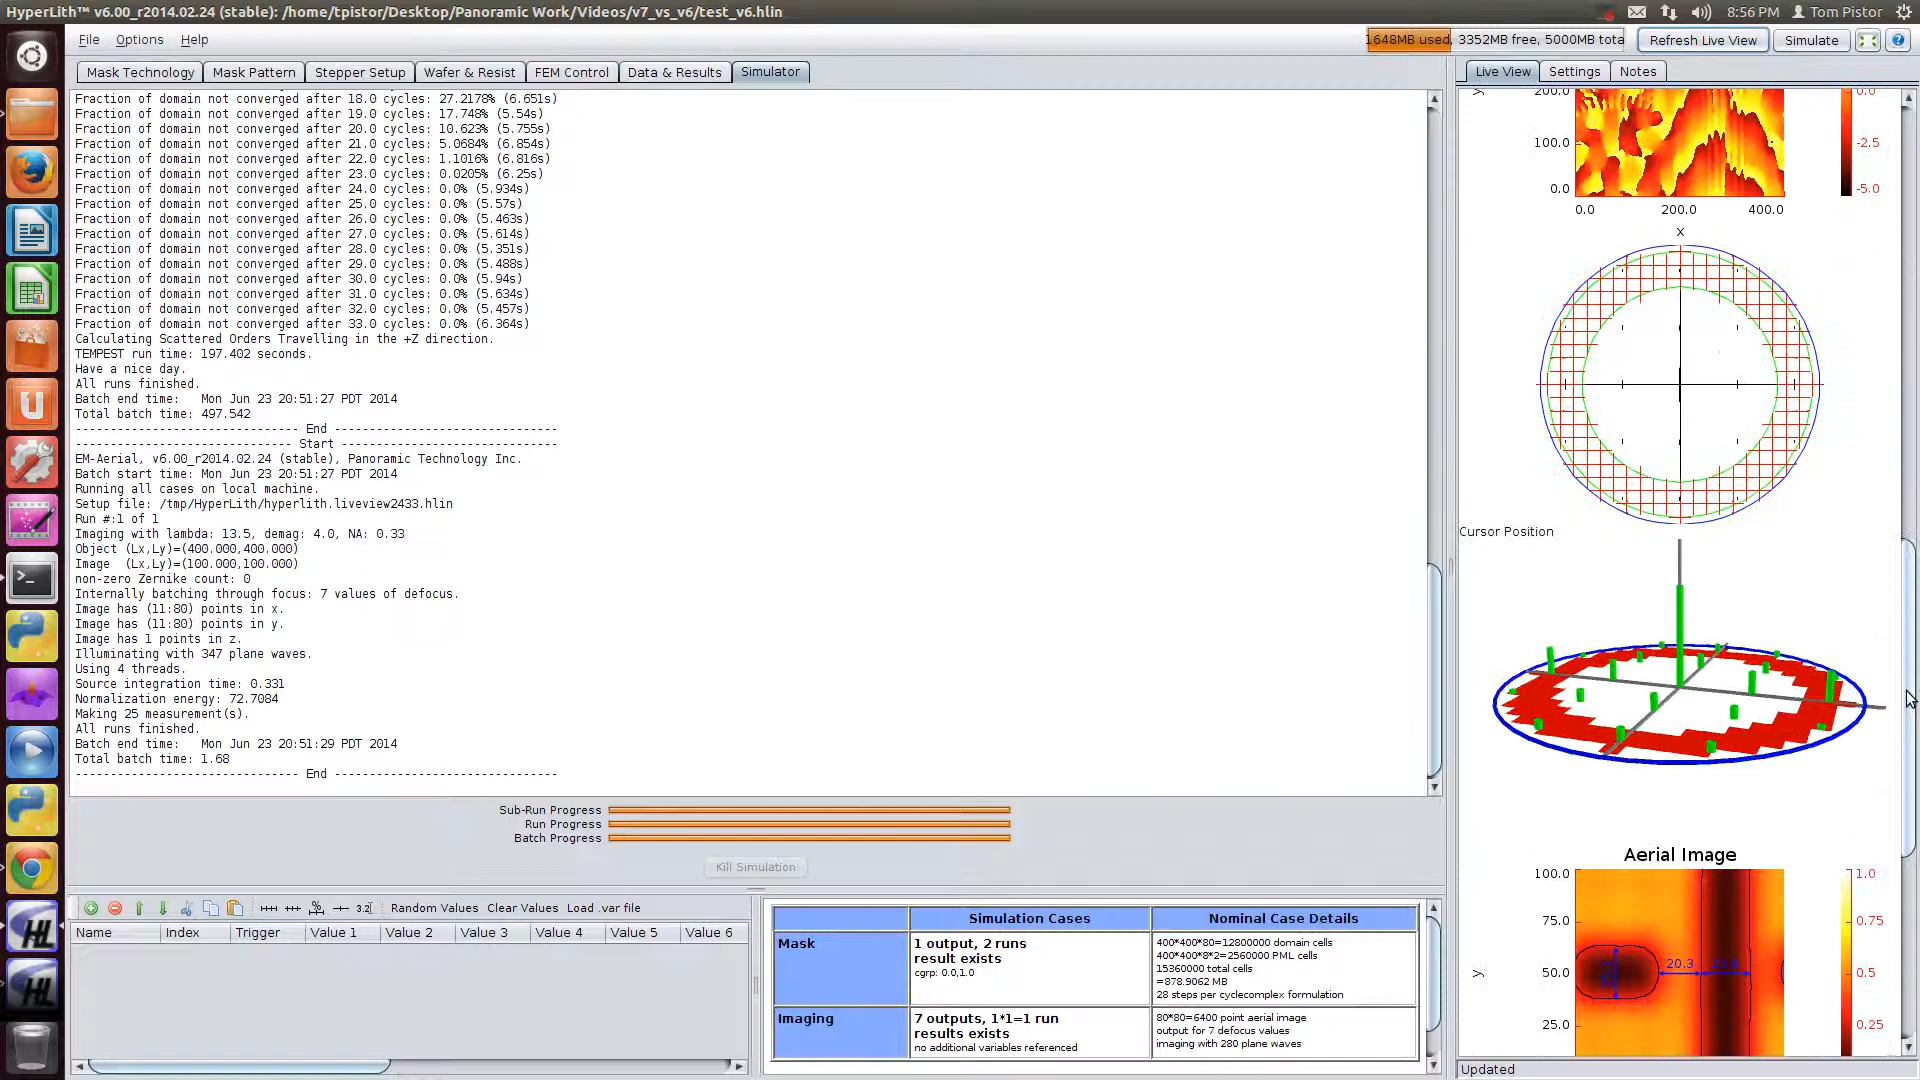 HyperLith™ v6.00_r2014.02.24 (stable): /home/tpistor/Desktop/Panoramic Work/Videos/v7_vs_v6/test_v6.hlin
8:56 PM Tom Pistor
File Options Help
1648MB used, 3352MB free, 5000MB tota
Refresh Live View Simulate ?
Mask Technology Mask Pattern Stepper Setup Wafer & Resist FEM Control Data & Results Simulator
Live View Settings Notes
Fraction of domain not converged after 18.0 cycles: 27.2178% (6.651s)
Fraction of domain not converged after 19.0 cycles: 17.748% (5.54s)
Fraction of domain not converged after 20.0 cycles: 10.623% (5.755s)
Fraction of domain not converged after 21.0 cycles: 5.0684% (6.854s)
Fraction of domain not converged after 22.0 cycles: 1.1016% (6.816s)
Fraction of domain not converged after 23.0 cycles: 0.0205% (6.25s)
Fraction of domain not converged after 24.0 cycles: 0.0% (5.934s)
Fraction of domain not converged after 25.0 cycles: 0.0% (5.57s)
Fraction of domain not converged after 26.0 cycles: 0.0% (5.463s)
Fraction of domain not converged after 27.0 cycles: 0.0% (5.614s)
Fraction of domain not converged after 28.0 cycles: 0.0% (5.351s)
Fraction of domain not converged after 29.0 cycles: 0.0% (5.488s)
Fraction of domain not converged after 30.0 cycles: 0.0% (5.94s)
Fraction of domain not converged after 31.0 cycles: 0.0% (5.634s)
Fraction of domain not converged after 32.0 cycles: 0.0% (5.457s)
Fraction of domain not converged after 33.0 cycles: 0.0% (6.364s)
Calculating Scattered Orders Travelling in the +Z direction.
TEMPEST run time: 197.402 seconds.
Have a nice day.
All runs finished.
Batch end time: Mon Jun 23 20:51:27 PDT 2014
Total batch time: 497.542
-------------------------------- End --------------------------------
-------------------------------- Start --------------------------------
EM-Aerial, v6.00_r2014.02.24 (stable), Panoramic Technology Inc.
Batch start time: Mon Jun 23 20:51:27 PDT 2014
Running all cases on local machine.
Setup file: /tmp/HyperLith/hyperlith.liveview2433.hlin
Run #:1 of 1
Imaging with lambda: 13.5, demag: 4.0, NA: 0.33
Object (Lx,Ly)=(400.000,400.000)
Image (Lx,Ly)=(100.000,100.000)
non-zero Zernike count: 0
Internally batching through focus: 7 values of defocus.
Image has (11:80) points in x.
Image has (11:80) points in y.
Image has 1 points in z.
Illuminating with 347 plane waves.
Using 4 threads.
Source integration time: 0.331
Normalization energy: 72.7084
Making 25 measurement(s).
All runs finished.
Batch end time: Mon Jun 23 20:51:29 PDT 2014
Total batch time: 1.68
-------------------------------- End --------------------------------
Sub-Run Progress
Run Progress
Batch Progress
Kill Simulation
Random Values Clear Values Load .var file
Name Index Trigger Value 1 Value 2 Value 3 Value 4 Value 5 Value 6
Simulation Cases Nominal Case Details
Mask
1 output, 2 runs
result exists
cgrp: 0.0,1.0
400*400*80=12800000 domain cells
400*400*8*2=2560000 PML cells
15360000 total cells
=878.9062 MB
28 steps per cyclecomplex formulation
Imaging
7 outputs, 1*1=1 run
results exists
no additional variables referenced
80*80=6400 point aerial image
output for 7 defocus values
imaging with 280 plane waves
y
200.0
100.0
0.0
0.0 200.0 400.0
x
0.0
-2.5
-5.0
Cursor Position
Aerial Image
100.0
75.0
50.0
25.0
y
20.3
1.0
0.75
0.5
0.25
Updated